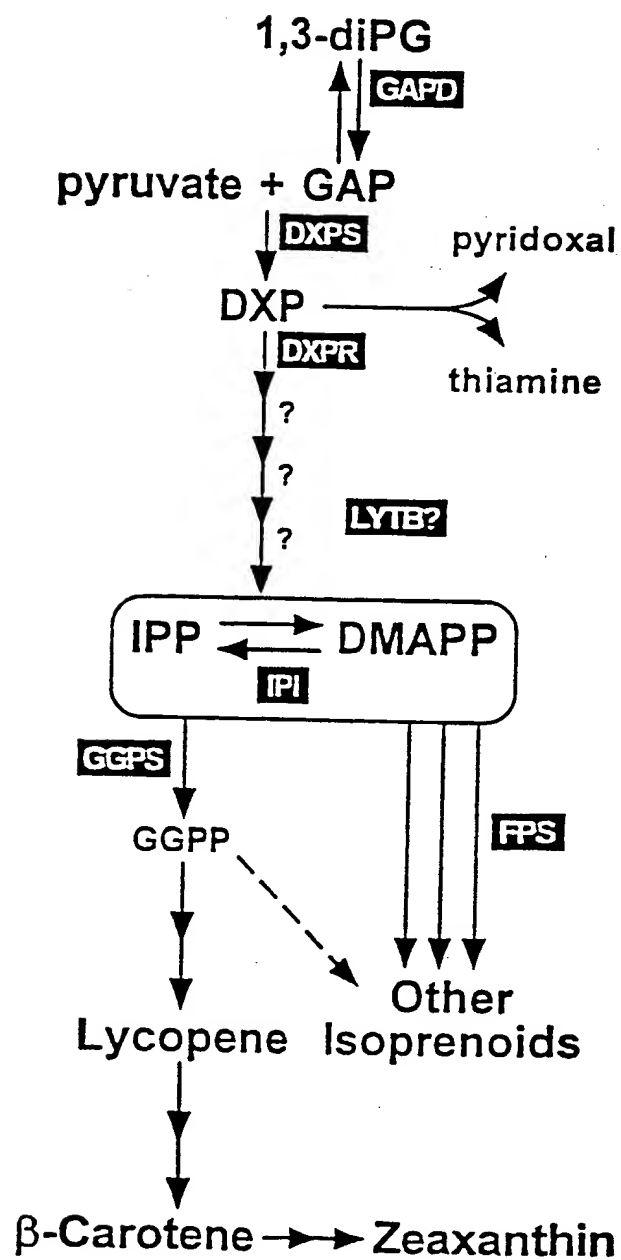 1,3-diPG
GAPD
pyruvate + GAP
DXPS
pyridoxal
DXP
DXPR
thiamine
?
?
LYTB?
?
IPP DMAPP
IPI
GGPS
FPS
GGPP
Other
Lycopene Isoprenoids
β-Carotene Zeaxanthin